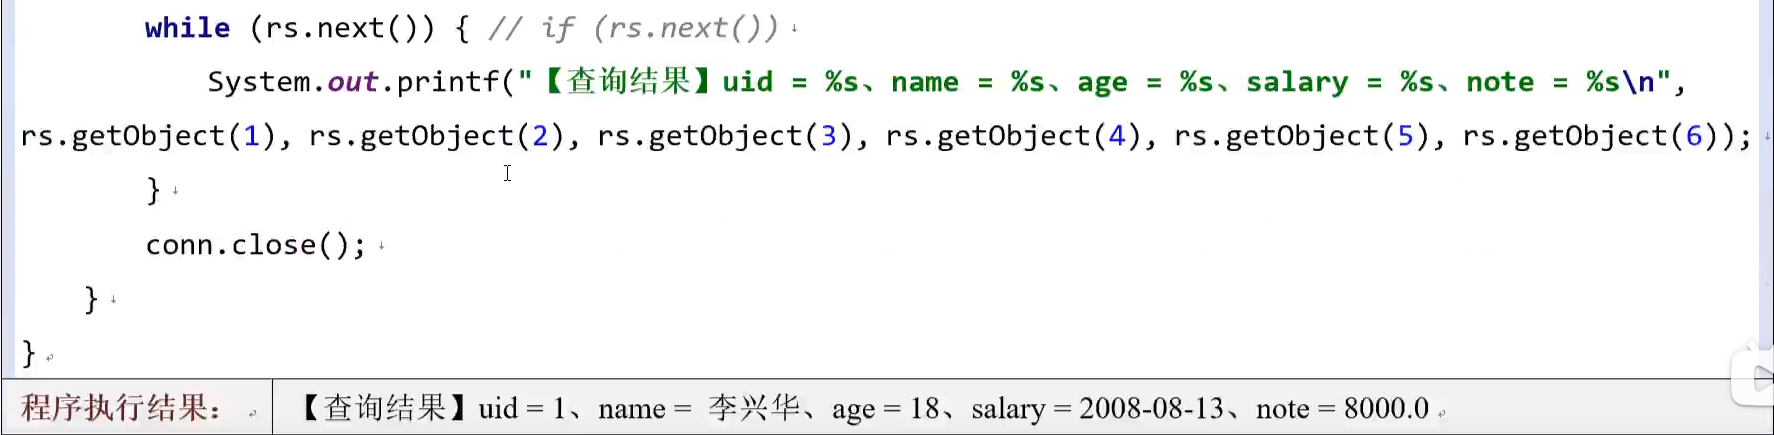 while (rs.next()) { // if (rs.next())
System.out.printf("【查询结果】uid = %s、name = %s、age = %s、salary = %s、note = %s\n",
rs.getObject(1), rs.getObject(2), rs.getObject(3), rs.getObject(4), rs.getObject(5), rs.getObject(6));
}
conn.close();
}
}
程序执行结果： 【查询结果】uid = 1、name = 李兴华、age = 18、salary = 2008-08-13、note = 8000.0